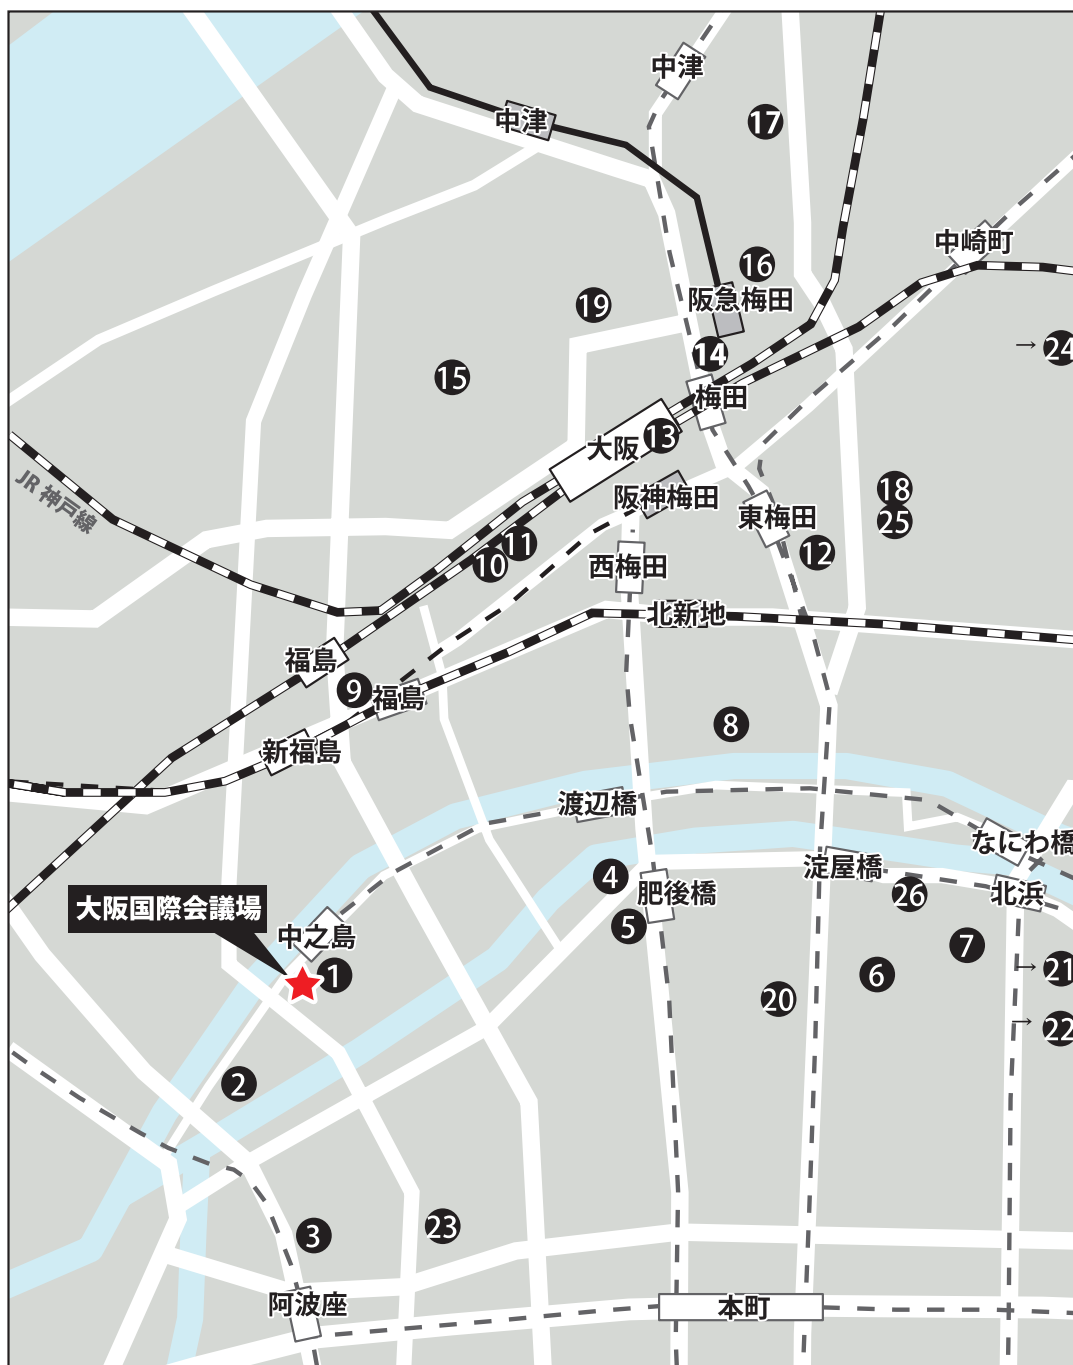 中津
中津
17
中崎町
16
阪急梅田
19
14
→24
15
梅田
大阪
13
JR 神戸線
阪神梅田
18
東梅田
25
11
12
10
西梅田
北新地
福島
9
福島
8
新福島
渡辺橋
なにわ橋
淀屋橋
4
肥後橋
26
北浜
大阪国際会議場
5
中之島
7
1
6
→21
20
→22
2
3
23
阿波座
本町